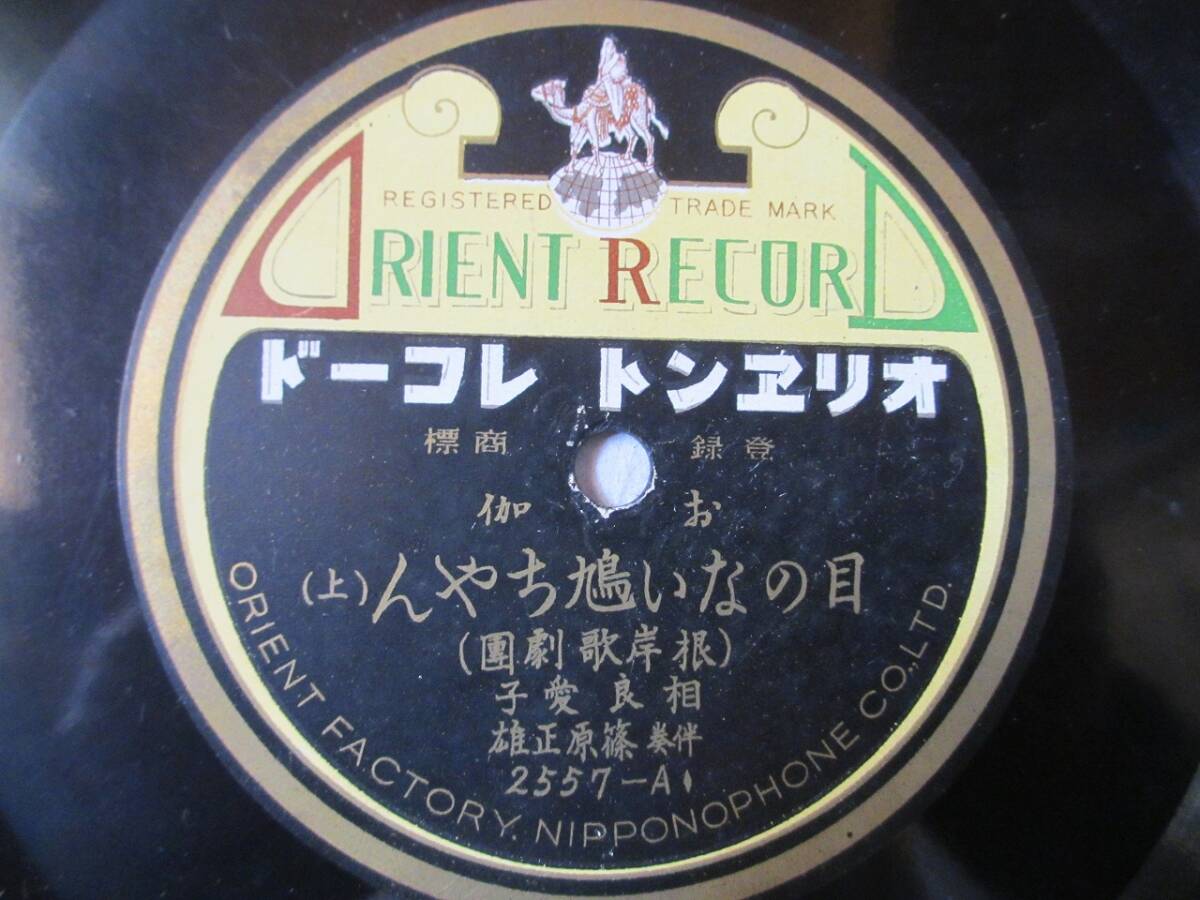 REGISTERED TRADE MARK
ORIENT RECORD
オリヱント レコード
登録 商標
お伽
目のない鳩ちやん(上)
(根岸歌劇團)
相良愛子
伴奏 篠原正雄
2557-A
ORIENT FACTORY. NIPPONOPHONE CO., LTD.